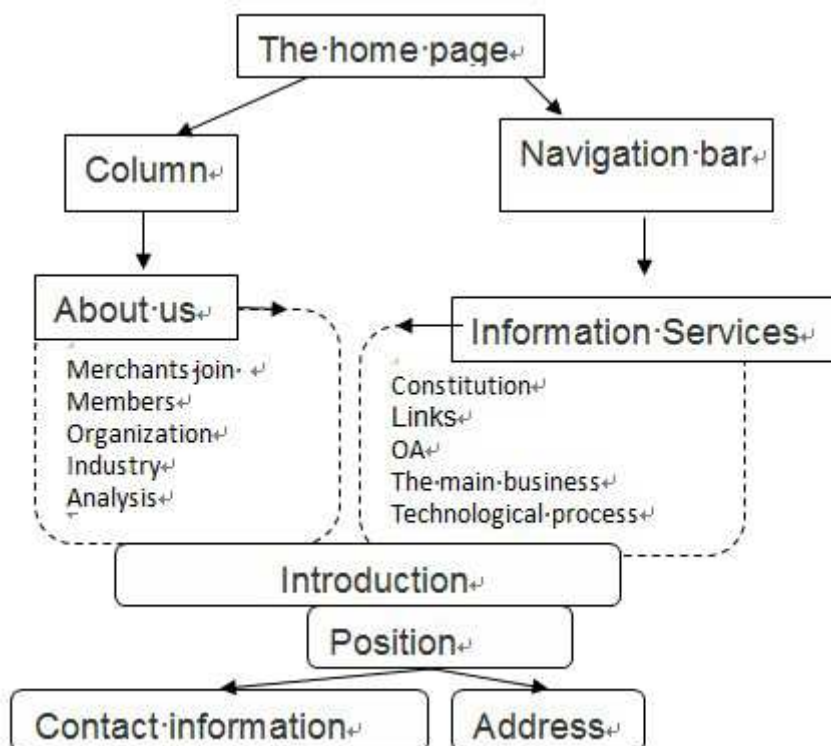 The home page
Column
Navigation bar
About us
Information Services
Merchants join
Members
Organization
Industry
Analysis
Constitution
Links
OA
The main business
Technological process
Introduction
Position
Contact information
Address